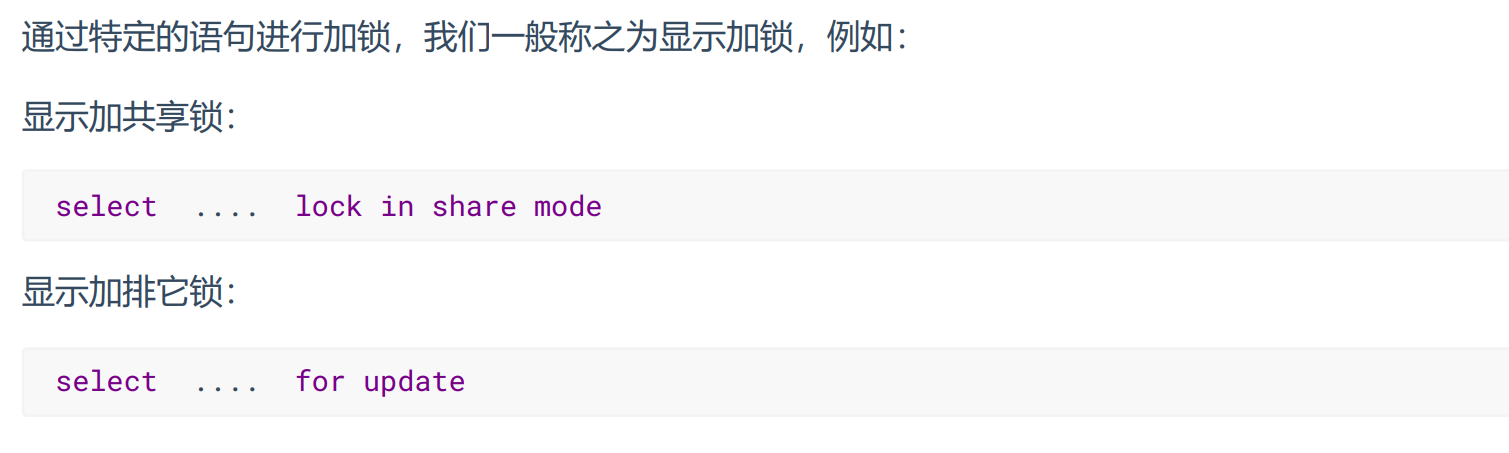 通过特定的语句进行加锁，我们一般称之为显示加锁，例如：
显示加共享锁：
select  ....  lock in share mode
显示加排它锁：
select  ....  for update